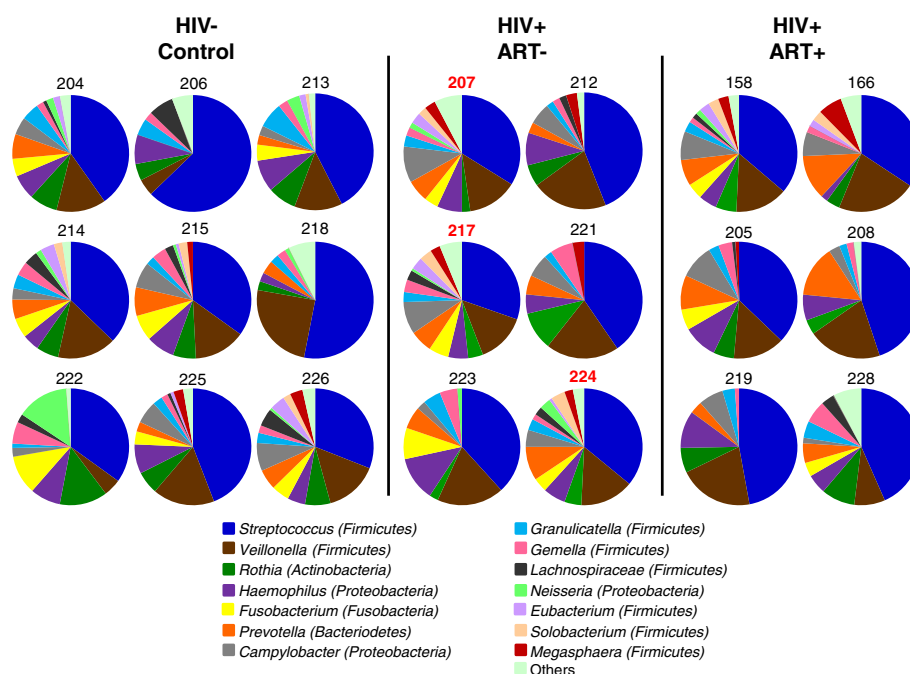 HIV-
Control
HIV+
ART-
HIV+
ART+
204 206 213
207 212
158 166
214 215 218
217 221
205 208
222 225 226
223 224
219 228
Streptococcus (Firmicutes)
Veillonella (Firmicutes)
Rothia (Actinobacteria)
Haemophilus (Proteobacteria)
Fusobacterium (Fusobacteria)
Prevotella (Bacteriodetes)
Campylobacter (Proteobacteria)
Granulicatella (Firmicutes)
Gemella (Firmicutes)
Lachnospiraceae (Firmicutes)
Neisseria (Proteobacteria)
Eubacterium (Firmicutes)
Solobacterium (Firmicutes)
Megasphaera (Firmicutes)
Others